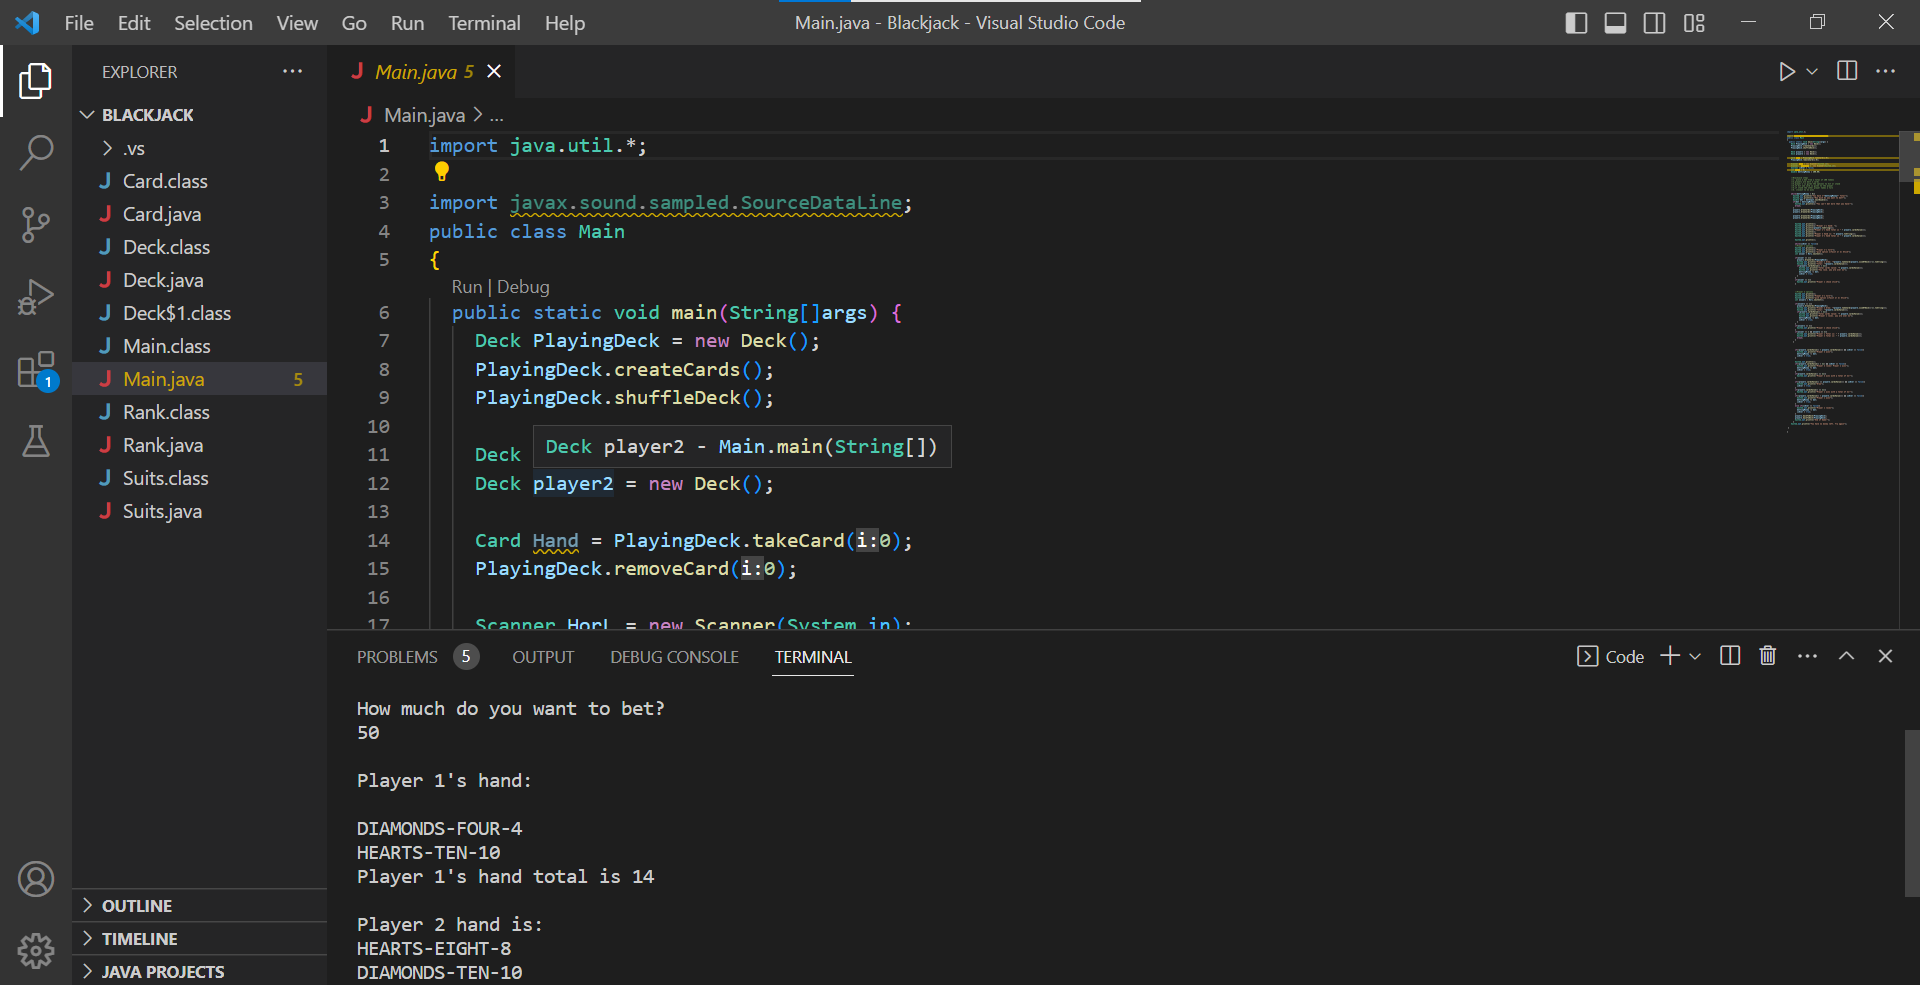 File Edit Selection View Go Run Terminal Help
Main.java - Blackjack - Visual Studio Code
EXPLORER
BLACKJACK
.vs
Card.class
Card.java
Deck.class
Deck.java
Deck$1.class
Main.class
Main.java 5
Rank.class
Rank.java
Suits.class
Suits.java
OUTLINE
TIMELINE
JAVA PROJECTS
1
Main.java 5
Main.java > ...
1 import java.util.*;
2
3 import javax.sound.sampled.SourceDataLine;
4 public class Main
5 {
Run | Debug
6 public static void main(String[]args) {
7 Deck PlayingDeck = new Deck();
8 PlayingDeck.createCards();
9 PlayingDeck.shuffleDeck();
10
Deck player2 - Main.main(String[])
11 Deck
12 Deck player2 = new Deck();
13
14 Card Hand = PlayingDeck.takeCard(i:0);
15 PlayingDeck.removeCard(i:0);
16
17 Scanner HorL = new Scanner(System.in);
PROBLEMS 5 OUTPUT DEBUG CONSOLE TERMINAL
Code
How much do you want to bet?
50
Player 1's hand:
DIAMONDS-FOUR-4
HEARTS-TEN-10
Player 1's hand total is 14
Player 2 hand is:
HEARTS-EIGHT-8
DIAMONDS-TEN-10